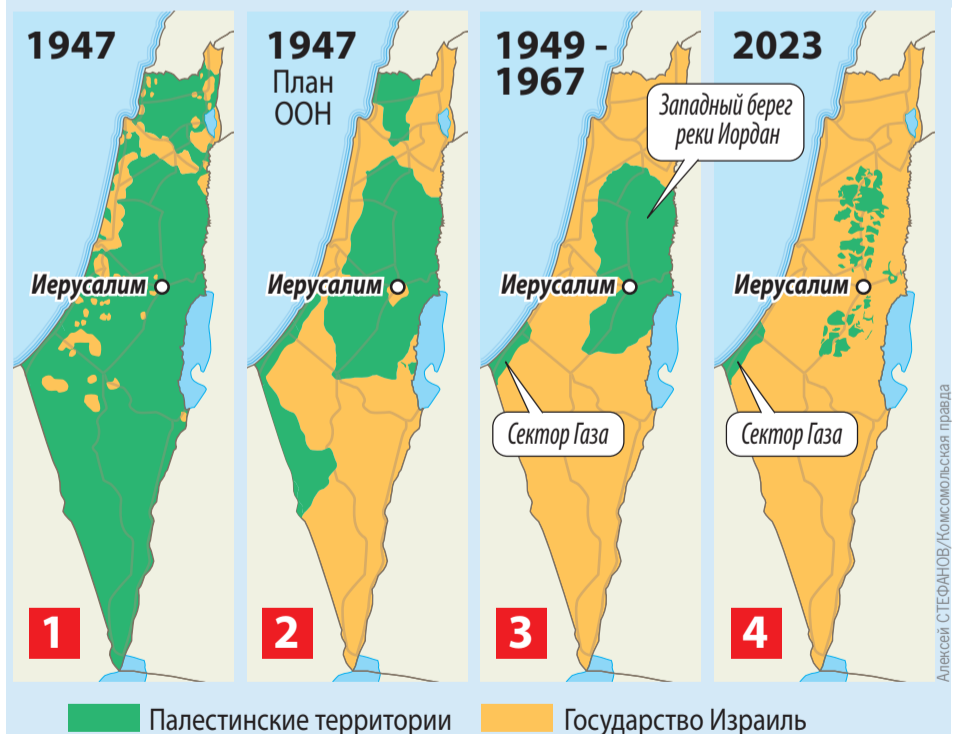 1947
1947
План
ООН
1949 -
1967
2023
Западный берег
реки Иордан
Иерусалим
Иерусалим
Иерусалим
Иерусалим
Сектор Газа
Сектор Газа
1
2
3
4
Алексей СТЕФАНОВ/Комсомольская правда
Палестинские территории
Государство Израиль